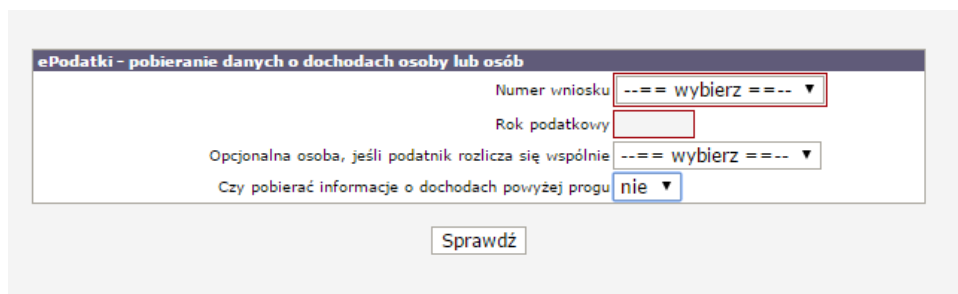 ePodatki - pobieranie danych o dochodach osoby lub osób
Numer wniosku --== wybierz ==-- ▼
Rok podatkowy
Opcjonalna osoba, jeśli podatnik rozlicza się wspólnie --== wybierz ==-- ▼
Czy pobierać informacje o dochodach powyżej progu nie ▼
Sprawdź